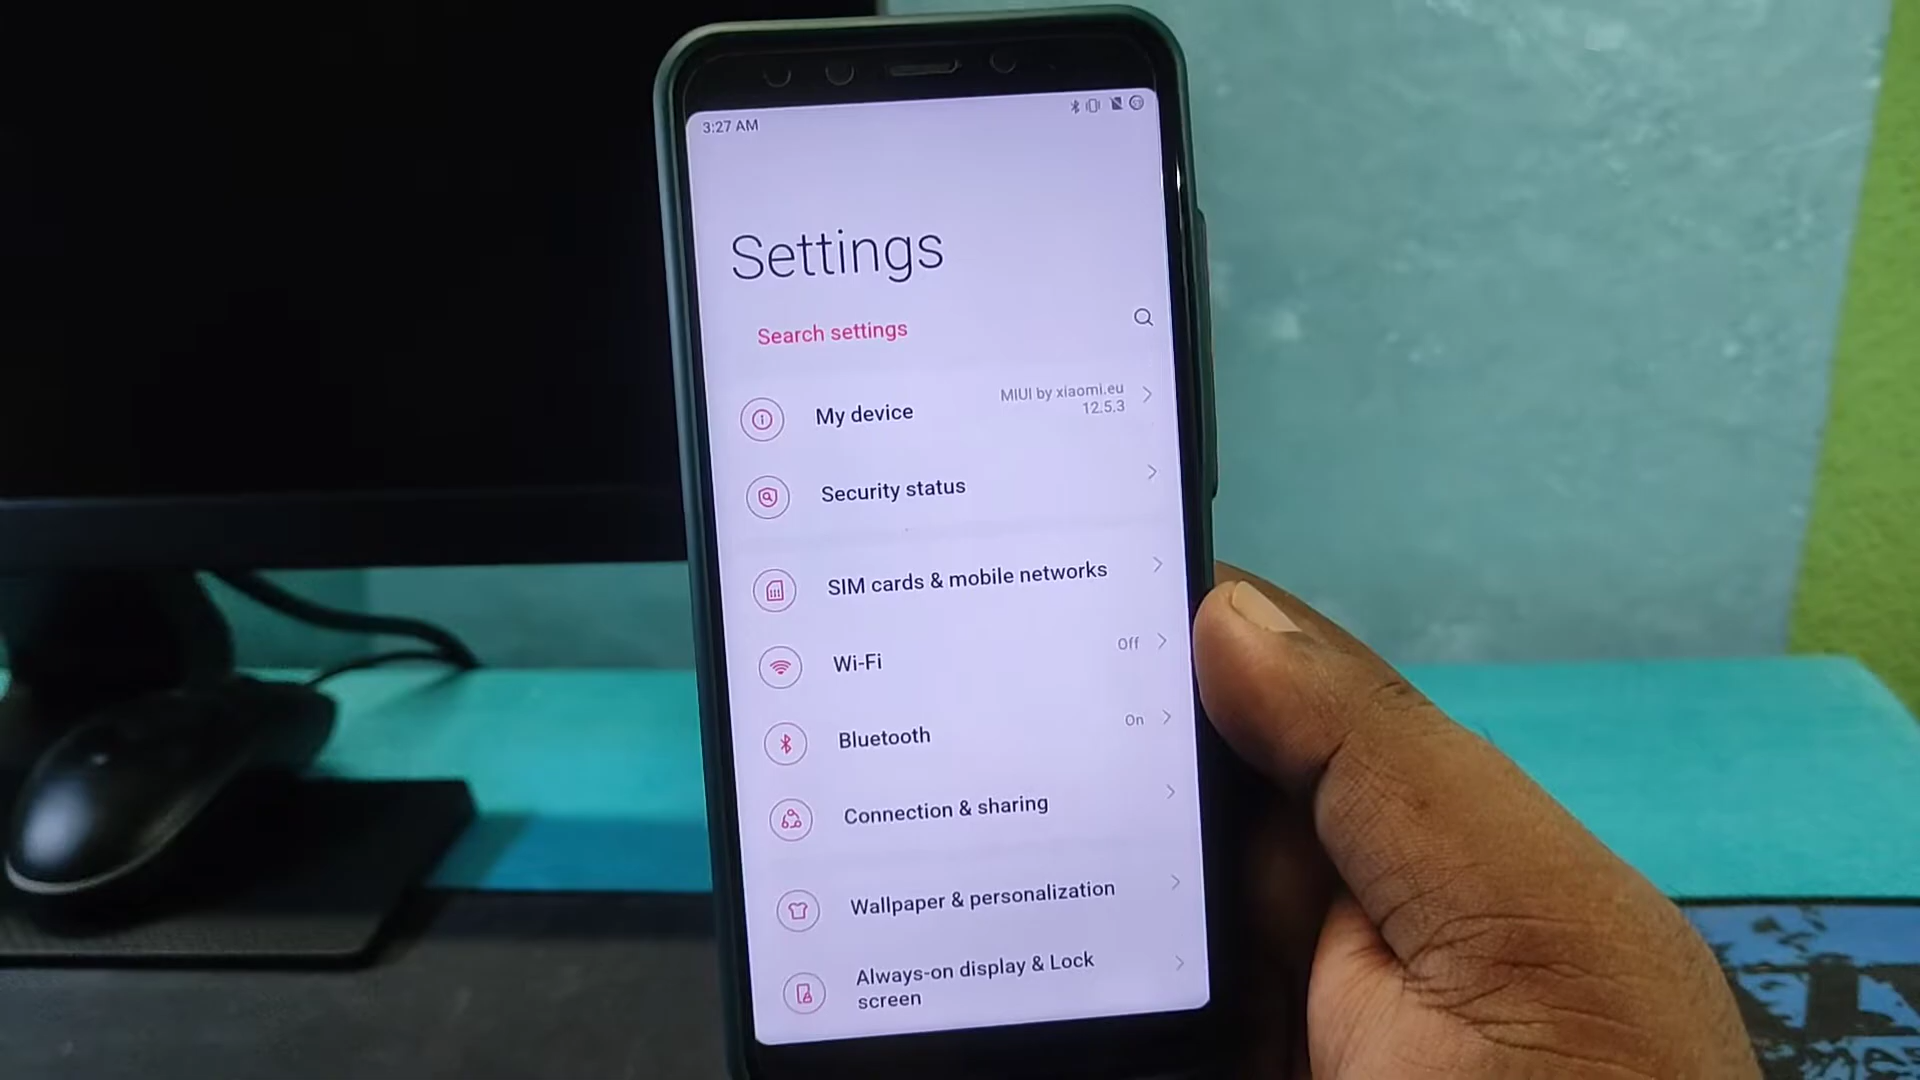 3:27 AM
Settings
Search settings
My device
MIUI by xiaomi.eu
12.5.3
Security status
SIM cards & mobile networks
Wi-Fi
Off
Bluetooth
On
Connection & sharing
Wallpaper & personalization
Always-on display & Lock
screen